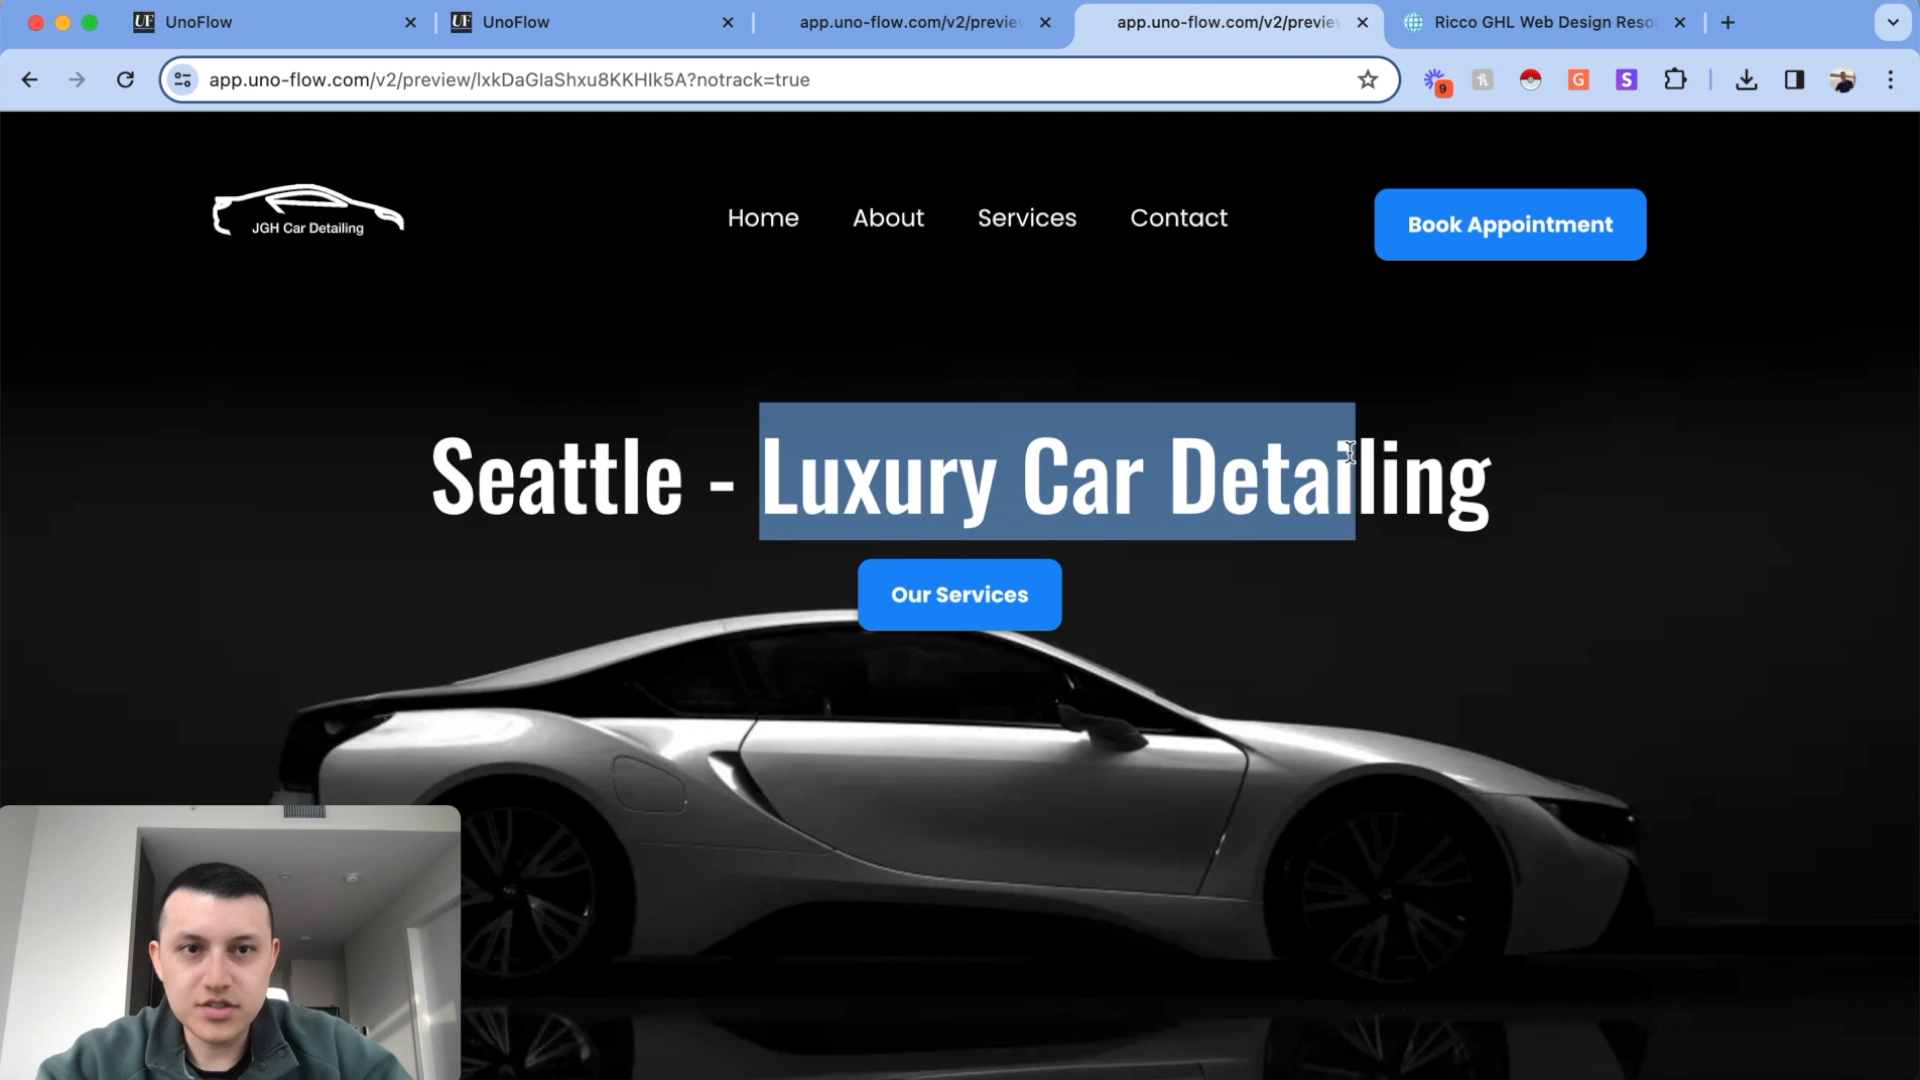 UnoFlow
UnoFlow
app.uno-flow.com/v2/previe
app.uno-flow.com/v2/previe
Ricco GHL Web Design Reso
app.uno-flow.com/v2/preview/lxkDaGlaShxu8KKHlk5A?notrack=true
9
JGH Car Detailing
Home
About
Services
Contact
Book Appointment
Seattle - Luxury Car Detailing
Our Services